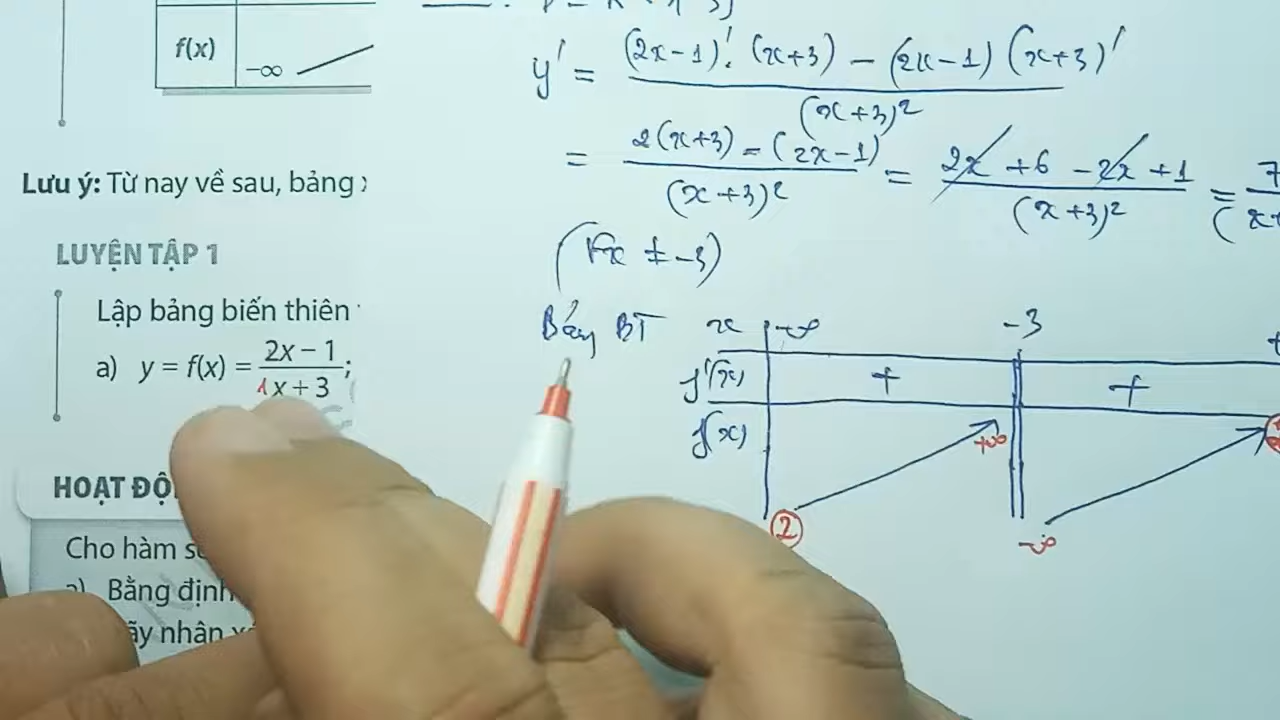 f(x)
−∞
Lưu ý: Từ nay về sau, bảng
LUYỆN TẬP 1
Lập bảng biến thiên
a) y = f(x) = (2x − 1)/(1x + 3);
HOẠT ĐỘ
Cho hàm s
a) Bằng định
ãy nhân x
y' = ((2x−1)'. (x+3) − (2x−1) (x+3)')/(x+3)²
= (2(x+3) − (2x−1))/(x+3)² = (2x + 6 − 2x + 1)/(x+3)² = 7
(∀x ≠ −3)
BT x −∞ −3
f'(x) + +
f(x) +∞
2 −∞